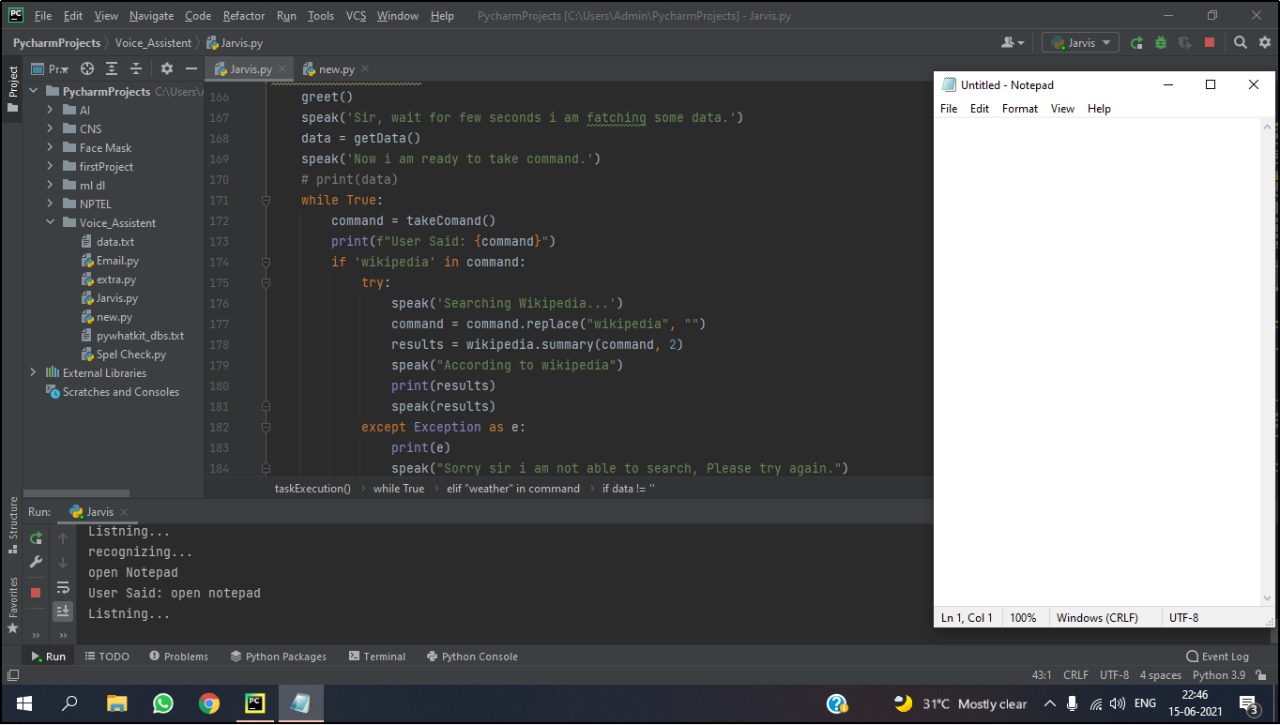 PC File Edit View Navigate Code Refactor Run Tools VCS Window Help PycharmProjects [C:\Users\Admin\PycharmProjects] - Jarvis.py
PycharmProjects Voice_Assistent Jarvis.py Jarvis
Project
Pr... Jarvis.py new.py
PycharmProjects C:\Users\A
AI
CNS
Face Mask
firstProject
ml dl
NPTEL
Voice_Assistent
data.txt
Email.py
extra.py
Jarvis.py
new.py
pywhatkit_dbs.txt
Spel Check.py
External Libraries
Scratches and Consoles
166 greet()
167 speak('Sir, wait for few seconds i am fatching some data.')
168 data = getData()
169 speak('Now i am ready to take command.')
170 # print(data)
171 while True:
172 command = takeComand()
173 print(f"User Said: {command}")
174 if 'wikipedia' in command:
175 try:
176 speak('Searching Wikipedia...')
177 command = command.replace("wikipedia", "")
178 results = wikipedia.summary(command, 2)
179 speak("According to wikipedia")
180 print(results)
181 speak(results)
182 except Exception as e:
183 print(e)
184 speak("Sorry sir i am not able to search, Please try again.")
taskExecution() while True elif "weather" in command if data != ''
Untitled - Notepad
File Edit Format View Help
Ln 1, Col 1 100% Windows (CRLF) UTF-8
Structure
Favorites
Run: Jarvis
Listning...
recognizing...
open Notepad
User Said: open notepad
Listning...
Run TODO Problems Python Packages Terminal Python Console Event Log
43:1 CRLF UTF-8 4 spaces Python 3.9
PC 31°C Mostly clear ENG 22:46
15-06-2021 3